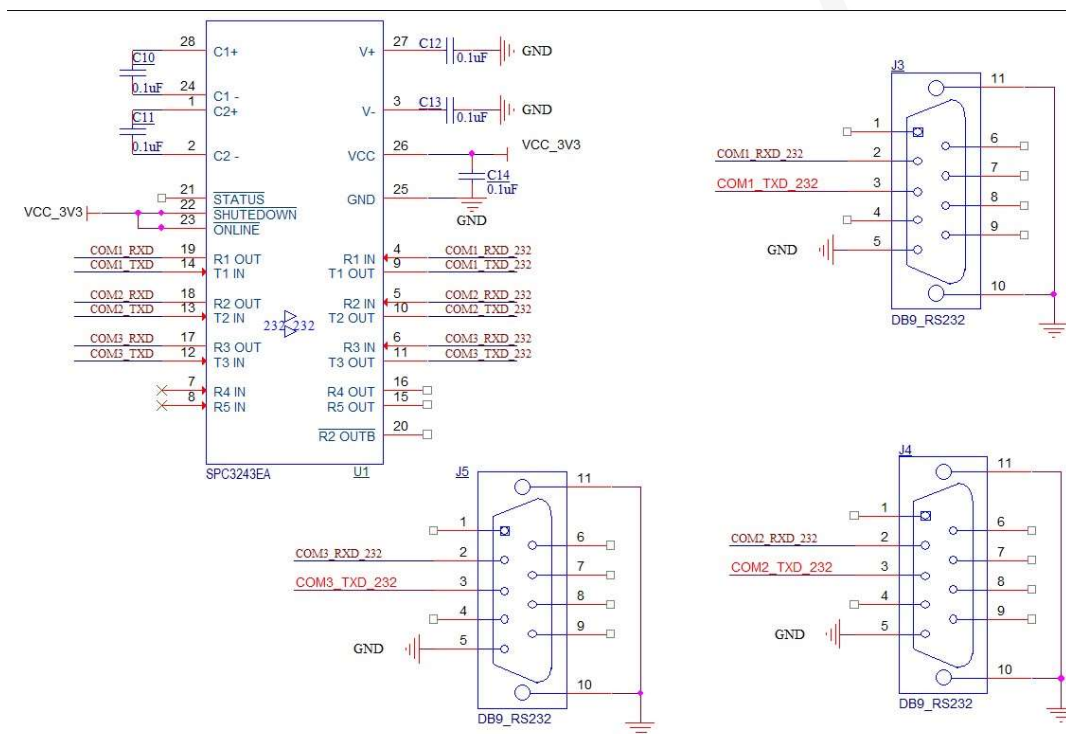 28 C1+ V+ 27 C12 0.1uF GND
C10 0.1uF
24 C1 -
1 C2+ V- 3 C13 0.1uF GND
C11 0.1uF
2 C2 - VCC 26 VCC_3V3
C14 0.1uF
21 STATUS GND 25 GND
VCC_3V3 22 SHUTEDOWN
23 ONLINE
COM1_RXD 19 R1 OUT R1 IN 4 COM1_RXD_232
COM1_TXD 14 T1 IN T1 OUT 9 COM1_TXD_232
COM2_RXD 18 R2 OUT R2 IN 5 COM2_RXD_232
COM2_TXD 13 T2 IN T2 OUT 10 COM2_TXD_232
232 232
COM3_RXD 17 R3 OUT R3 IN 6 COM3_RXD_232
COM3_TXD 12 T3 IN T3 OUT 11 COM3_TXD_232
7 R4 IN R4 OUT 16
8 R5 IN R5 OUT 15
R2 OUTB 20
SPC3243EA U1
J3
11
1
6
COM1_RXD_232 2
7
COM1_TXD_232 3
8
4
9
GND 5
10
DB9_RS232
J5
11
1
6
COM3_RXD_232 2
7
COM3_TXD_232 3
8
4
9
GND 5
10
DB9_RS232
J4
11
1
6
COM2_RXD_232 2
7
COM2_TXD_232 3
8
4
9
GND 5
10
DB9_RS232